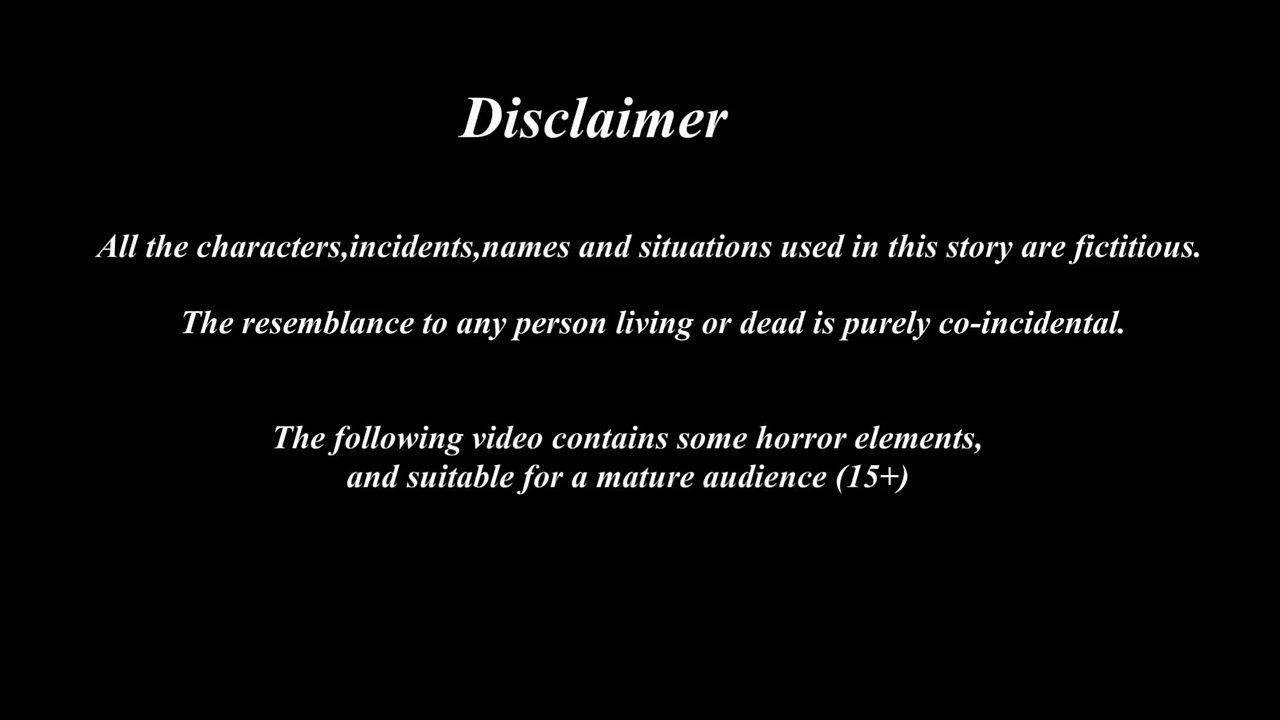 Disclaimer
All the characters,incidents,names and situations used in this story are fictitious.
The resemblance to any person living or dead is purely co-incidental.
The following video contains some horror elements,
and suitable for a mature audience (15+)